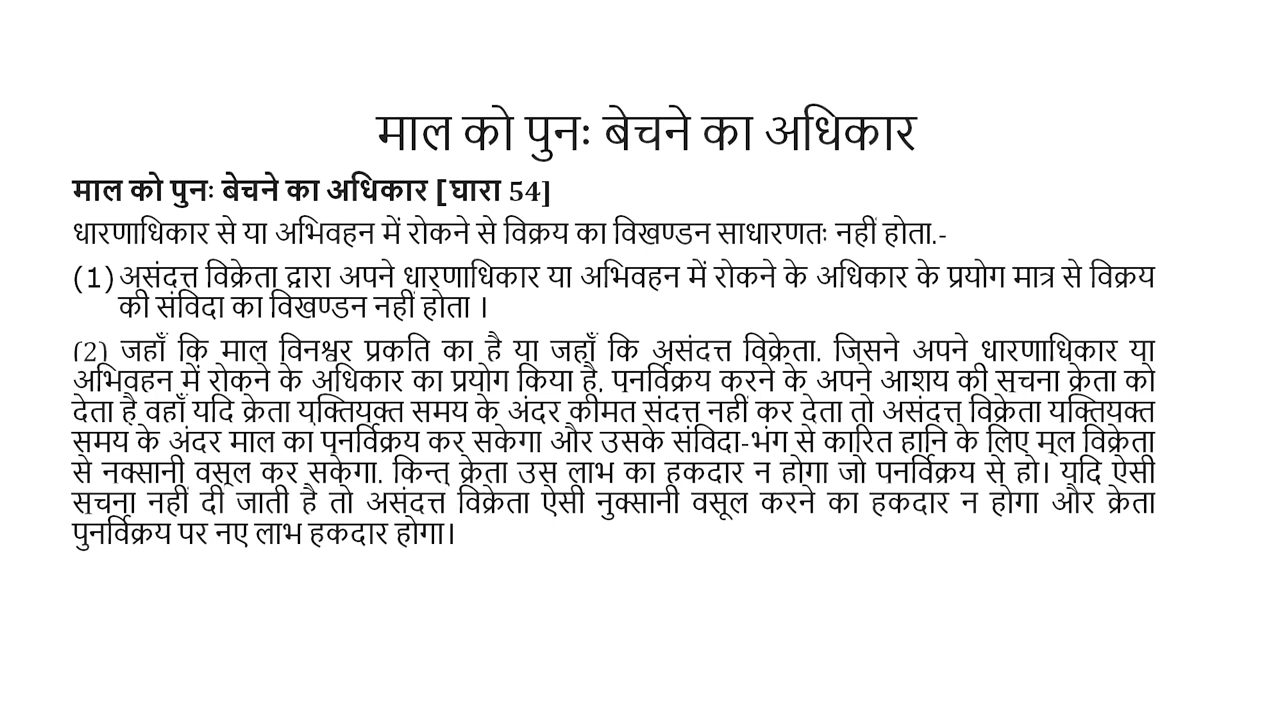 माल को पुनः बेचने का अधिकार
माल को पुनः बेचने का अधिकार [घारा 54]
धारणाधिकार से या अभिवहन में रोकने से विक्रय का विखण्डन साधारणतः नहीं होता.-
(1) असंदत्त विक्रेता द्वारा अपने धारणाधिकार या अभिवहन में रोकने के अधिकार के प्रयोग मात्र से विक्रय
की संविदा का विखण्डन नहीं होता ।
(2) जहाँ कि माल विनश्वर प्रकृति का है या जहाँ कि असंदत्त विक्रेता, जिसने अपने धारणाधिकार या
अभिवहन में रोकने के अधिकार का प्रयोग किया है, पुनर्विक्रय करने के अपने आशय की सूचना क्रेता को
देता है वहाँ यदि क्रेता युक्तियुक्त समय के अंदर कीमत संदत्त नहीं कर देता तो असंदत्त विक्रेता युक्तियुक्त
समय के अंदर माल का पुनर्विक्रय कर सकेगा और उसके संविदा-भंग से कारित हानि के लिए मूल विक्रेता
से नुक्सानी वसूल कर सकेगा, किन्तु क्रेता उस लाभ का हकदार न होगा जो पुनर्विक्रय से हो। यदि ऐसी
सूचना नहीं दी जाती है तो असंदत्त विक्रेता ऐसी नुक्सानी वसूल करने का हकदार न होगा और क्रेता
पुनर्विक्रय पर नए लाभ हकदार होगा।